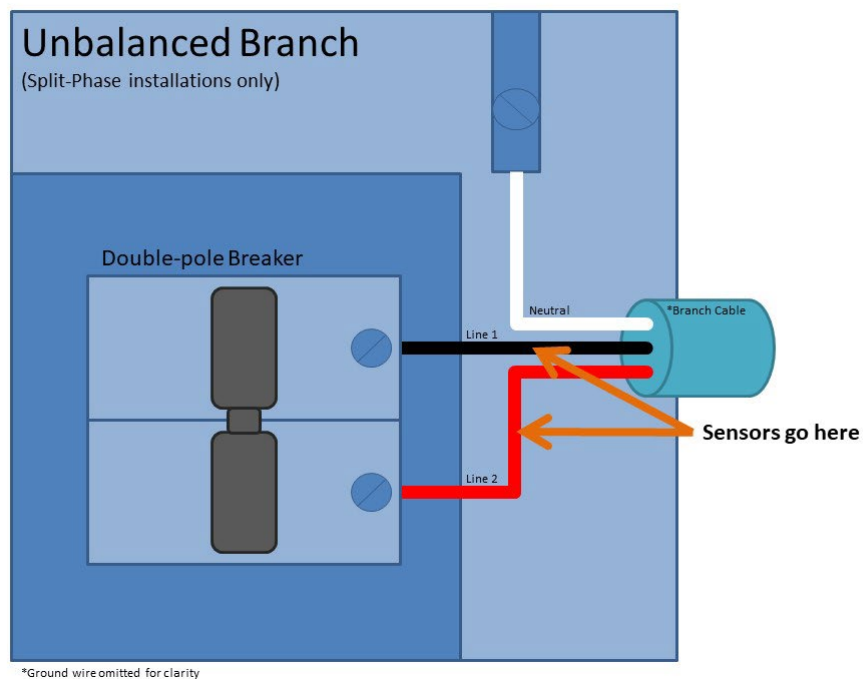 Unbalanced Branch
(Split-Phase installations only)
Double-pole Breaker
Neutral
*Branch Cable
Line 1
Sensors go here
Line 2
*Ground wire omitted for clarity